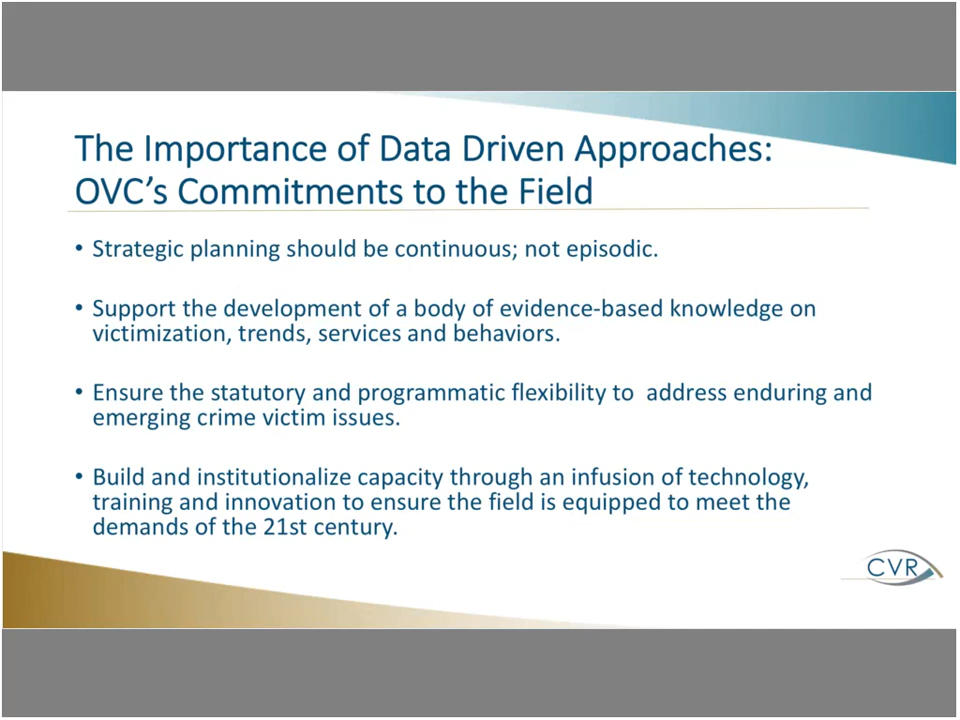 The Importance of Data Driven Approaches:
OVC's Commitments to the Field
• Strategic planning should be continuous; not episodic.
• Support the development of a body of evidence-based knowledge on
victimization, trends, services and behaviors.
• Ensure the statutory and programmatic flexibility to  address enduring and
emerging crime victim issues.
• Build and institutionalize capacity through an infusion of technology,
training and innovation to ensure the field is equipped to meet the
demands of the 21st century.
CVR